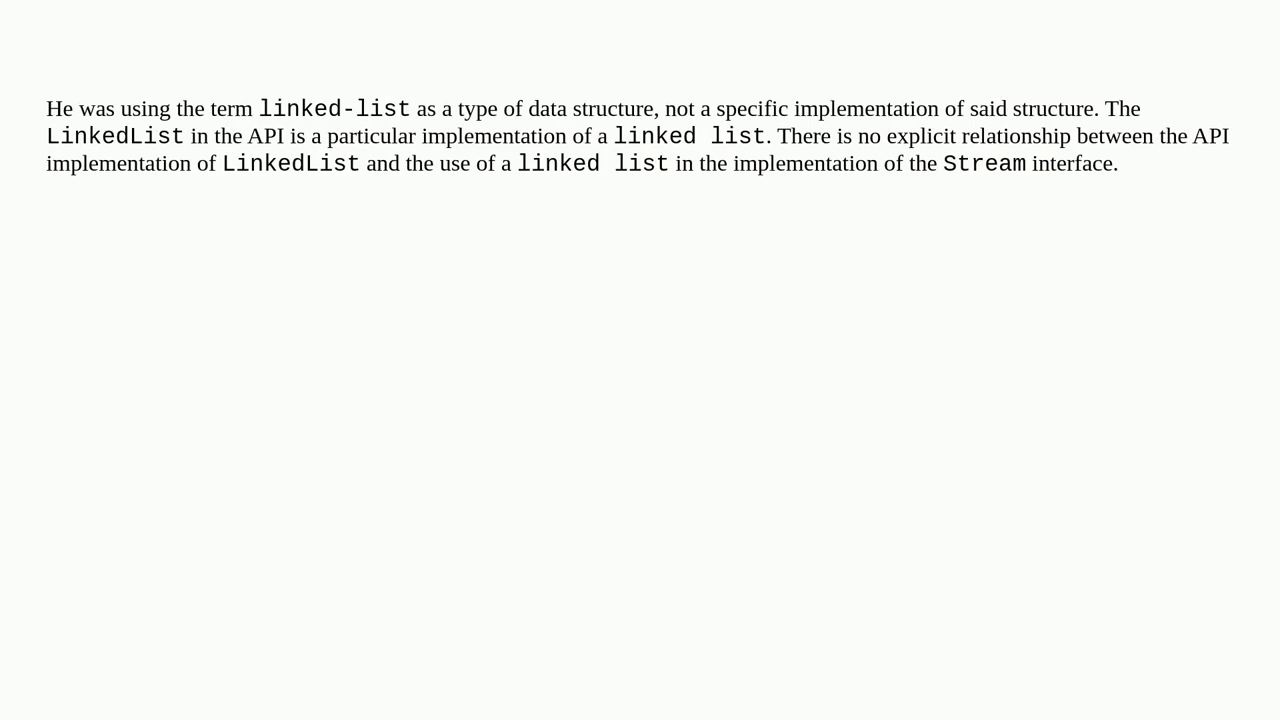 He was using the term linked-list as a type of data structure, not a specific implementation of said structure. The
LinkedList in the API is a particular implementation of a linked list. There is no explicit relationship between the API
implementation of LinkedList and the use of a linked list in the implementation of the Stream interface.